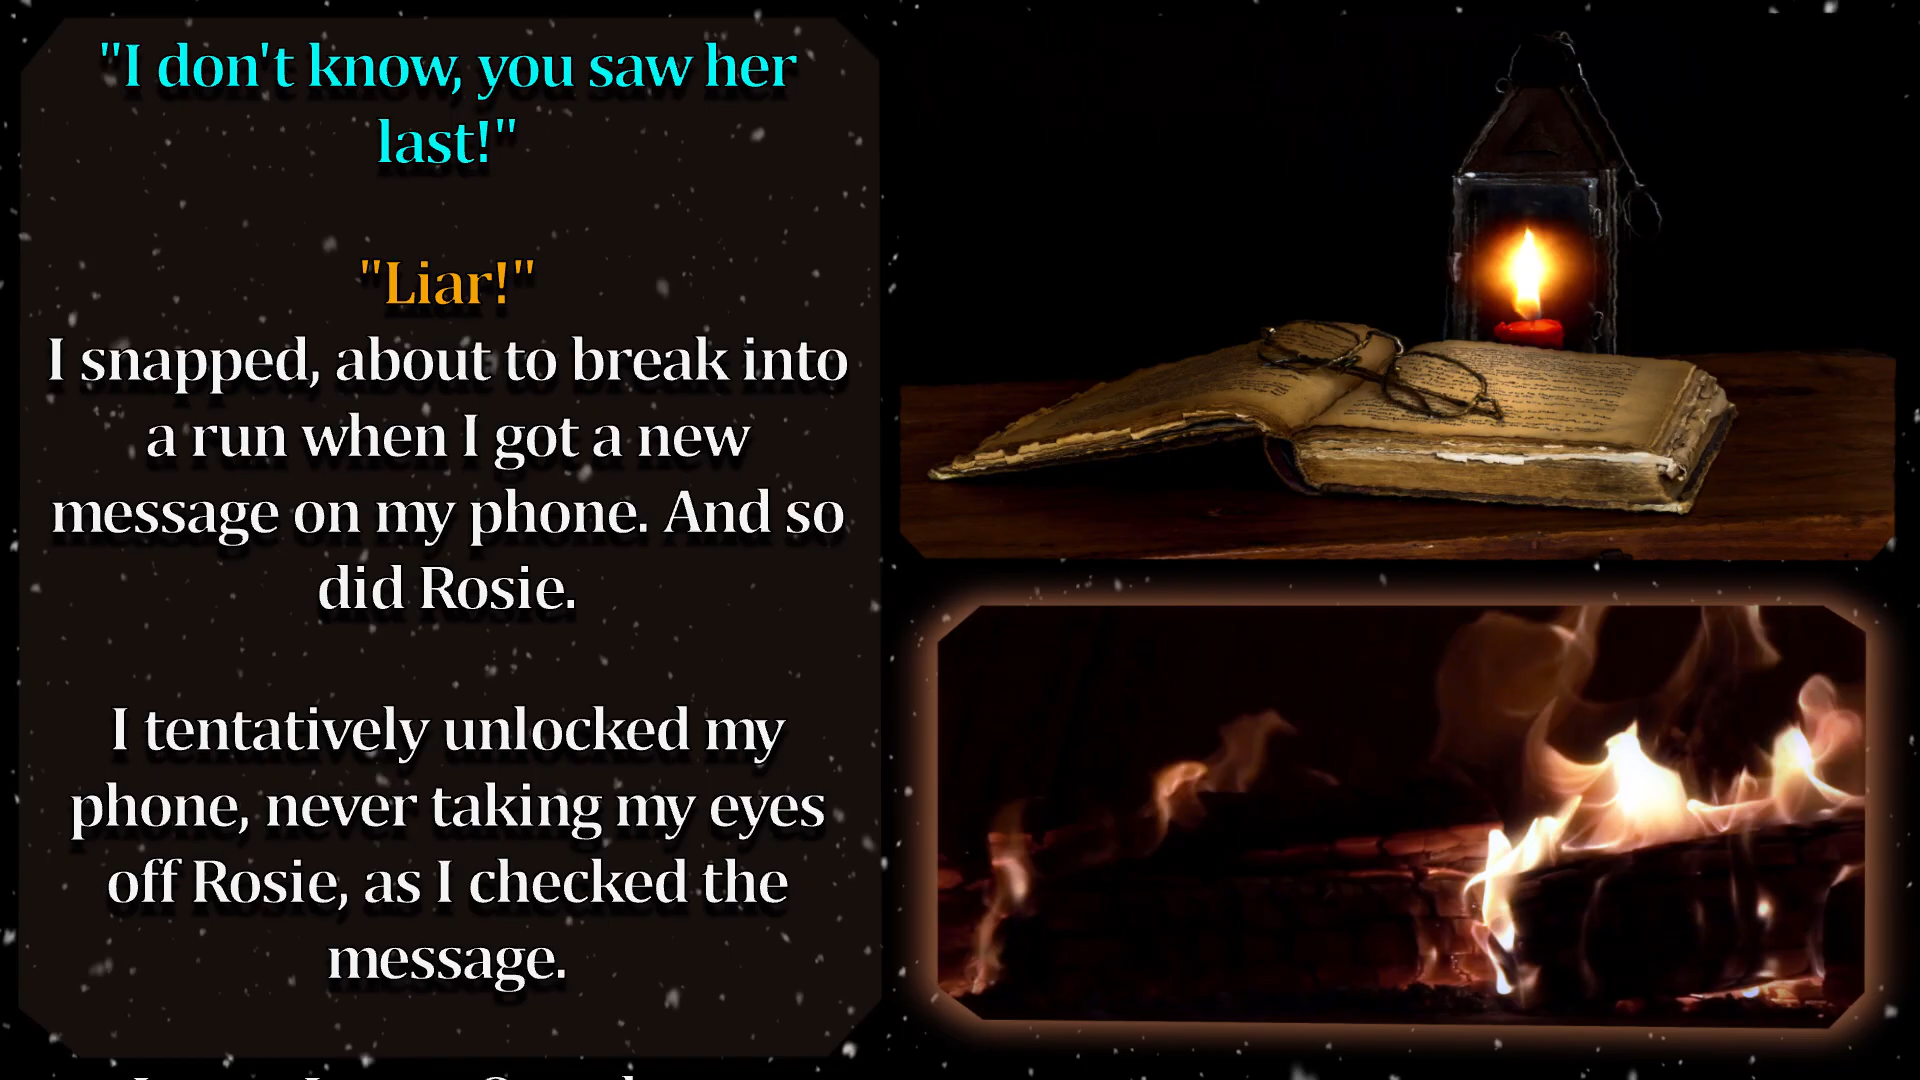 "I don't know, you saw her
last!"
"Liar!"
I snapped, about to break into
a run when I got a new
message on my phone. And so
did Rosie.
I tentatively unlocked my
phone, never taking my eyes
off Rosie, as I checked the
message.